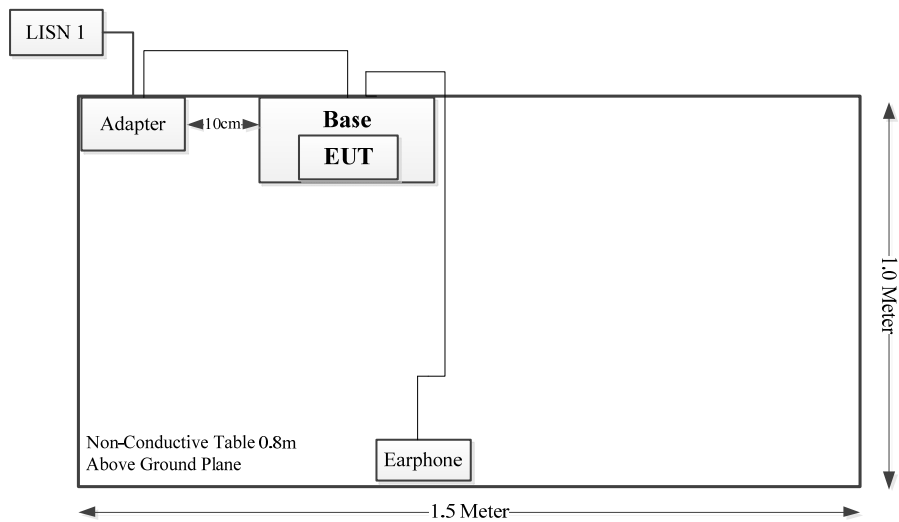 LISN 1
Adapter
10cm
Base
EUT
1.0 Meter
Non-Conductive Table 0.8m
Above Ground Plane
Earphone
1.5 Meter